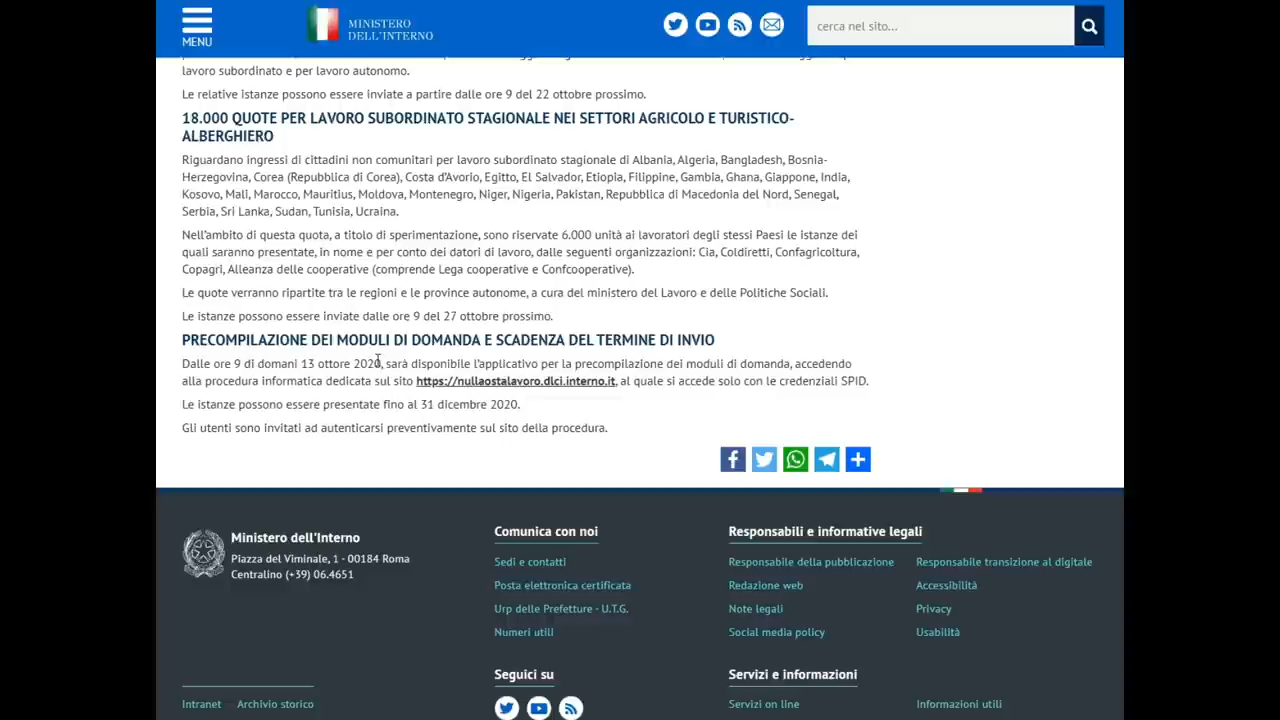 MENU
MINISTERO
DELL'INTERNO
cerca nel sito...
lavoro subordinato e per lavoro autonomo.
Le relative istanze possono essere inviate a partire dalle ore 9 del 22 ottobre prossimo.
18.000 QUOTE PER LAVORO SUBORDINATO STAGIONALE NEI SETTORI AGRICOLO E TURISTICO-
ALBERGHIERO
Riguardano ingressi di cittadini non comunitari per lavoro subordinato stagionale di Albania, Algeria, Bangladesh, Bosnia-
Herzegovina, Corea (Repubblica di Corea), Costa d'Avorio, Egitto, El Salvador, Etiopia, Filippine, Gambia, Ghana, Giappone, India,
Kosovo, Mali, Marocco, Mauritius, Moldova, Montenegro, Niger, Nigeria, Pakistan, Repubblica di Macedonia del Nord, Senegal,
Serbia, Sri Lanka, Sudan, Tunisia, Ucraina.
Nell'ambito di questa quota, a titolo di sperimentazione, sono riservate 6.000 unità ai lavoratori degli stessi Paesi le istanze dei
quali saranno presentate, in nome e per conto dei datori di lavoro, dalle seguenti organizzazioni: Cia, Coldiretti, Confagricoltura,
Copagri, Alleanza delle cooperative (comprende Lega cooperative e Confcooperative).
Le quote verranno ripartite tra le regioni e le province autonome, a cura del ministero del Lavoro e delle Politiche Sociali.
Le istanze possono essere inviate dalle ore 9 del 27 ottobre prossimo.
PRECOMPILAZIONE DEI MODULI DI DOMANDA E SCADENZA DEL TERMINE DI INVIO
Dalle ore 9 di domani 13 ottore 2020, sarà disponibile l'applicativo per la precompilazione dei moduli di domanda, accedendo
alla procedura informatica dedicata sul sito https://nullaostalavoro.dlci.interno.it, al quale si accede solo con le credenziali SPID.
Le istanze possono essere presentate fino al 31 dicembre 2020.
Gli utenti sono invitati ad autenticarsi preventivamente sul sito della procedura.
Ministero dell'Interno
Piazza del Viminale, 1 - 00184 Roma
Centralino (+39) 06.4651
Comunica con noi
Sedi e contatti
Posta elettronica certificata
Urp delle Prefetture - U.T.G.
Numeri utili
Responsabili e informative legali
Responsabile della pubblicazione
Responsabile transizione al digitale
Redazione web
Accessibilità
Note legali
Privacy
Social media policy
Usabilità
Seguici su
Servizi e informazioni
Intranet
Archivio storico
Servizi on line
Informazioni utili